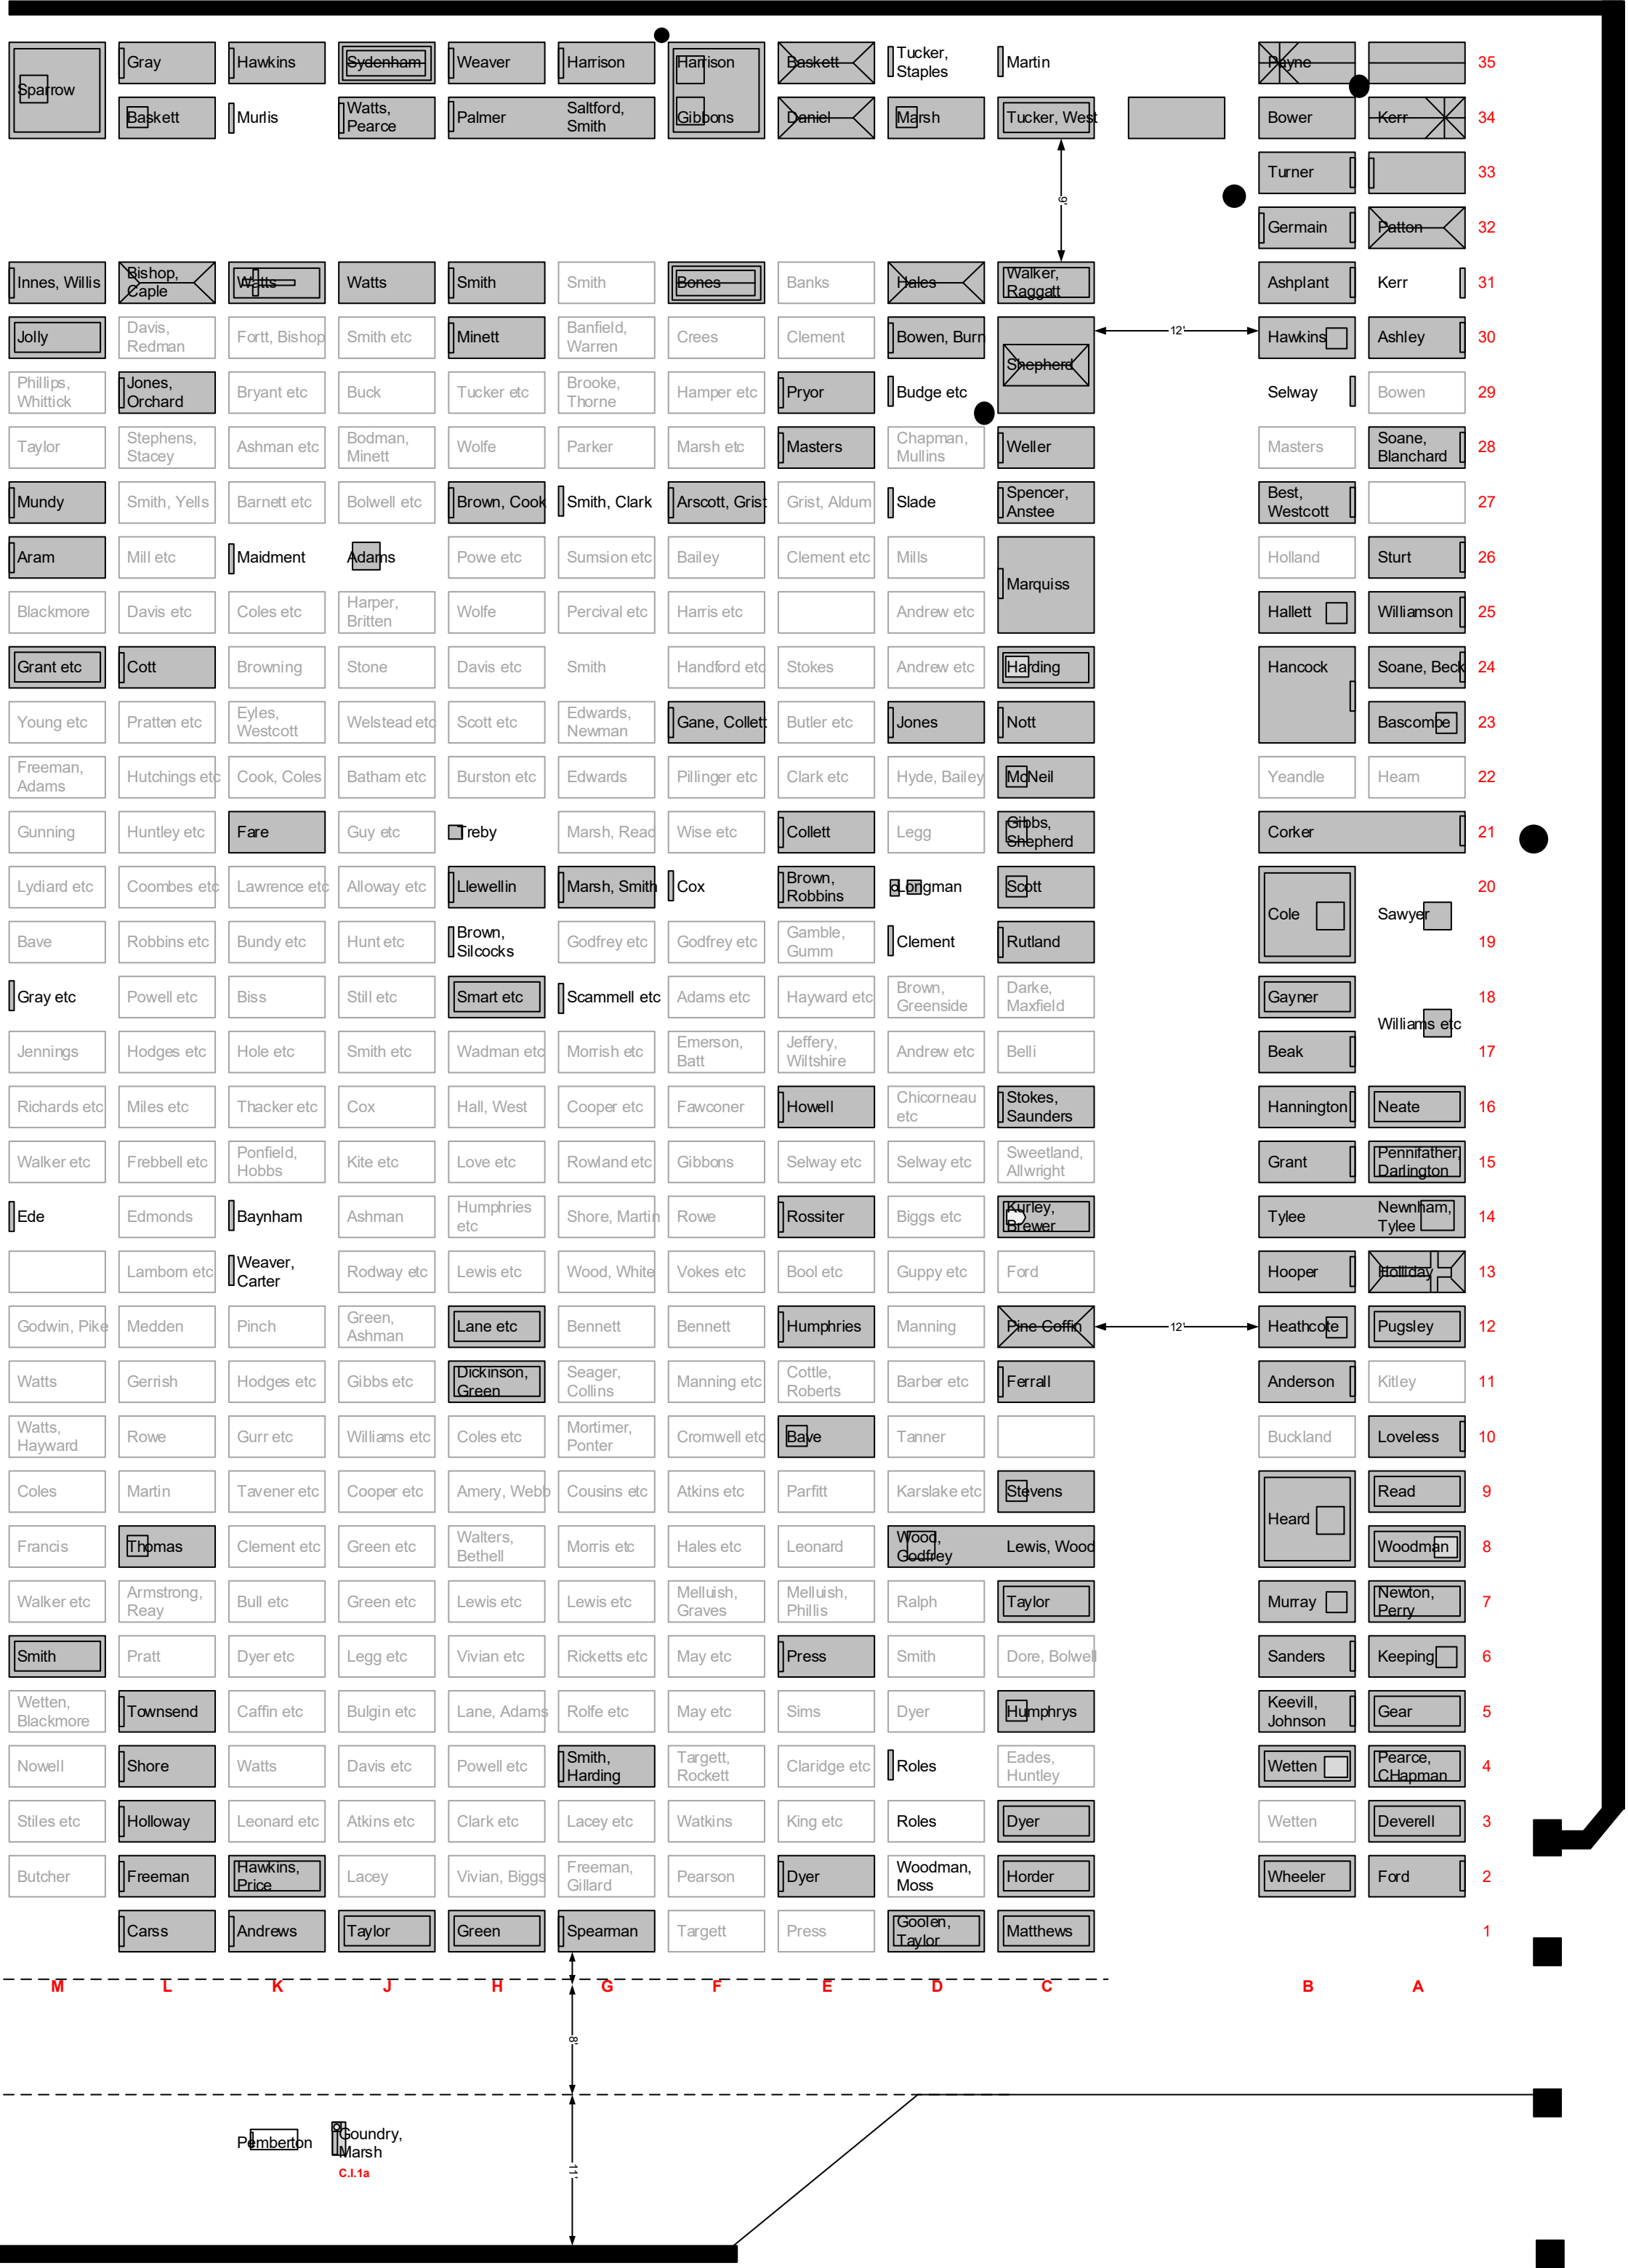 Sparrow
Gray
Hawkins
Sydenham
Weaver
Harrison
Harrison
Baskett
Tucker,
Staples
Martin
Payne
35
Baskett
Murlis
Watts,
Pearce
Palmer
Saltford,
Smith
Gibbons
Daniel
Marsh
Tucker, West
Bower
Kerr
34
Turner
33
9'
Germain
Patton
32
Innes, Willis
Bishop,
Caple
Watts
Watts
Smith
Smith
Bones
Banks
Hales
Walker,
Raggatt
Ashplant
Kerr
31
Jolly
Davis,
Redman
Fortt, Bishop
Smith etc
Minett
Banfield,
Warren
Crees
Clement
Bowen, Burn
Shepherd
12'
Hawkins
Ashley
30
Phillips,
Whittick
Jones,
Orchard
Bryant etc
Buck
Tucker etc
Brooke,
Thorne
Hamper etc
Pryor
Budge etc
Selway
Bowen
29
Taylor
Stephens,
Stacey
Ashman etc
Bodman,
Minett
Wolfe
Parker
Marsh etc
Masters
Chapman,
Mullins
Weller
Masters
Soane,
Blanchard
28
Mundy
Smith, Yells
Barnett etc
Bolwell etc
Brown, Cook
Smith, Clark
Arscott, Grist
Grist, Aldum
Slade
Spencer,
Anstee
Best,
Westcott
27
Aram
Mill etc
Maidment
Adams
Powe etc
Sumsion etc
Bailey
Clement etc
Mills
Marquiss
Holland
Sturt
26
Blackmore
Davis etc
Coles etc
Harper,
Britten
Wolfe
Percival etc
Harris etc
Andrew etc
Hallett
Williamson
25
Grant etc
Cott
Browning
Stone
Davis etc
Smith
Handford etc
Stokes
Andrew etc
Harding
Hancock
Soane, Beck
24
Young etc
Pratten etc
Eyles,
Westcott
Welstead etc
Scott etc
Edwards,
Newman
Gane, Collett
Butler etc
Jones
Nott
Bascombe
23
Freeman,
Adams
Hutchings etc
Cook, Coles
Batham etc
Burston etc
Edwards
Pillinger etc
Clark etc
Hyde, Bailey
McNeil
Yeandle
Hearn
22
Gunning
Huntley etc
Fare
Guy etc
Treby
Marsh, Read
Wise etc
Collett
Legg
Gibbs,
Shepherd
Corker
21
Lydiard etc
Coombes etc
Lawrence etc
Alloway etc
Llewellin
Marsh, Smith
Cox
Brown,
Robbins
Longman
Scott
Cole
Sawyer
20
Bave
Robbins etc
Bundy etc
Hunt etc
Brown,
Silcocks
Godfrey etc
Godfrey etc
Gamble,
Gumm
Clement
Rutland
19
Gray etc
Powell etc
Biss
Still etc
Smart etc
Scammell etc
Adams etc
Hayward etc
Brown,
Greenside
Darke,
Maxfield
Gayner
Williams etc
18
Jennings
Hodges etc
Hole etc
Smith etc
Wadman etc
Morrish etc
Emerson,
Batt
Jeffery,
Wiltshire
Andrew etc
Belli
Beak
17
Richards etc
Miles etc
Thacker etc
Cox
Hall, West
Cooper etc
Fawconer
Howell
Chicorneau
etc
Stokes,
Saunders
Hannington
Neate
16
Walker etc
Frebbell etc
Ponfield,
Hobbs
Kite etc
Love etc
Rowland etc
Gibbons
Selway etc
Selway etc
Sweetland,
Allwright
Grant
Pennifather,
Darlington
15
Ede
Edmonds
Baynham
Ashman
Humphries
etc
Shore, Martin
Rowe
Rossiter
Biggs etc
Kurley,
Brewer
Tylee
Newnham,
Tylee
14
Lamborn etc
Weaver,
Carter
Rodway etc
Lewis etc
Wood, White
Vokes etc
Bool etc
Guppy etc
Ford
Hooper
Holliday
13
Godwin, Pike
Medden
Pinch
Green,
Ashman
Lane etc
Bennett
Bennett
Humphries
Manning
Pine Coffin
12'
Heathcote
Pugsley
12
Watts
Gerrish
Hodges etc
Gibbs etc
Dickinson,
Green
Seager,
Collins
Manning etc
Cottle,
Roberts
Barber etc
Ferrall
Anderson
Kitley
11
Watts,
Hayward
Rowe
Gurr etc
Williams etc
Coles etc
Mortimer,
Ponter
Cromwell etc
Bave
Tanner
Buckland
Loveless
10
Coles
Martin
Tavener etc
Cooper etc
Amery, Webb
Cousins etc
Atkins etc
Parfitt
Karslake etc
Stevens
Heard
Read
9
Francis
Thomas
Clement etc
Green etc
Walters,
Bethell
Morris etc
Hales etc
Leonard
Wood,
Godfrey
Lewis, Wood
Woodman
8
Walker etc
Armstrong,
Reay
Bull etc
Green etc
Lewis etc
Lewis etc
Melluish,
Graves
Melluish,
Phillis
Ralph
Taylor
Murray
Newton,
Perry
7
Smith
Pratt
Dyer etc
Legg etc
Vivian etc
Ricketts etc
May etc
Press
Smith
Dore, Bolwell
Sanders
Keeping
6
Wetten,
Blackmore
Townsend
Caffin etc
Bulgin etc
Lane, Adams
Rolfe etc
May etc
Sims
Dyer
Humphrys
Keevill,
Johnson
Gear
5
Nowell
Shore
Watts
Davis etc
Powell etc
Smith,
Harding
Targett,
Rockett
Claridge etc
Roles
Eades,
Huntley
Wetten
Pearce,
CHapman
4
Stiles etc
Holloway
Leonard etc
Atkins etc
Clark etc
Lacey etc
Watkins
King etc
Roles
Dyer
Wetten
Deverell
3
Butcher
Freeman
Hawkins,
Price
Lacey
Vivian, Biggs
Freeman,
Gillard
Pearson
Dyer
Woodman,
Moss
Horder
Wheeler
Ford
2
Carss
Andrews
Taylor
Green
Spearman
Targett
Press
Goolen,
Taylor
Matthews
1
M
L
K
J
H
G
F
E
D
C
B
A
8'
Pemberton
Goundry,
Marsh
C.I.1a
11'